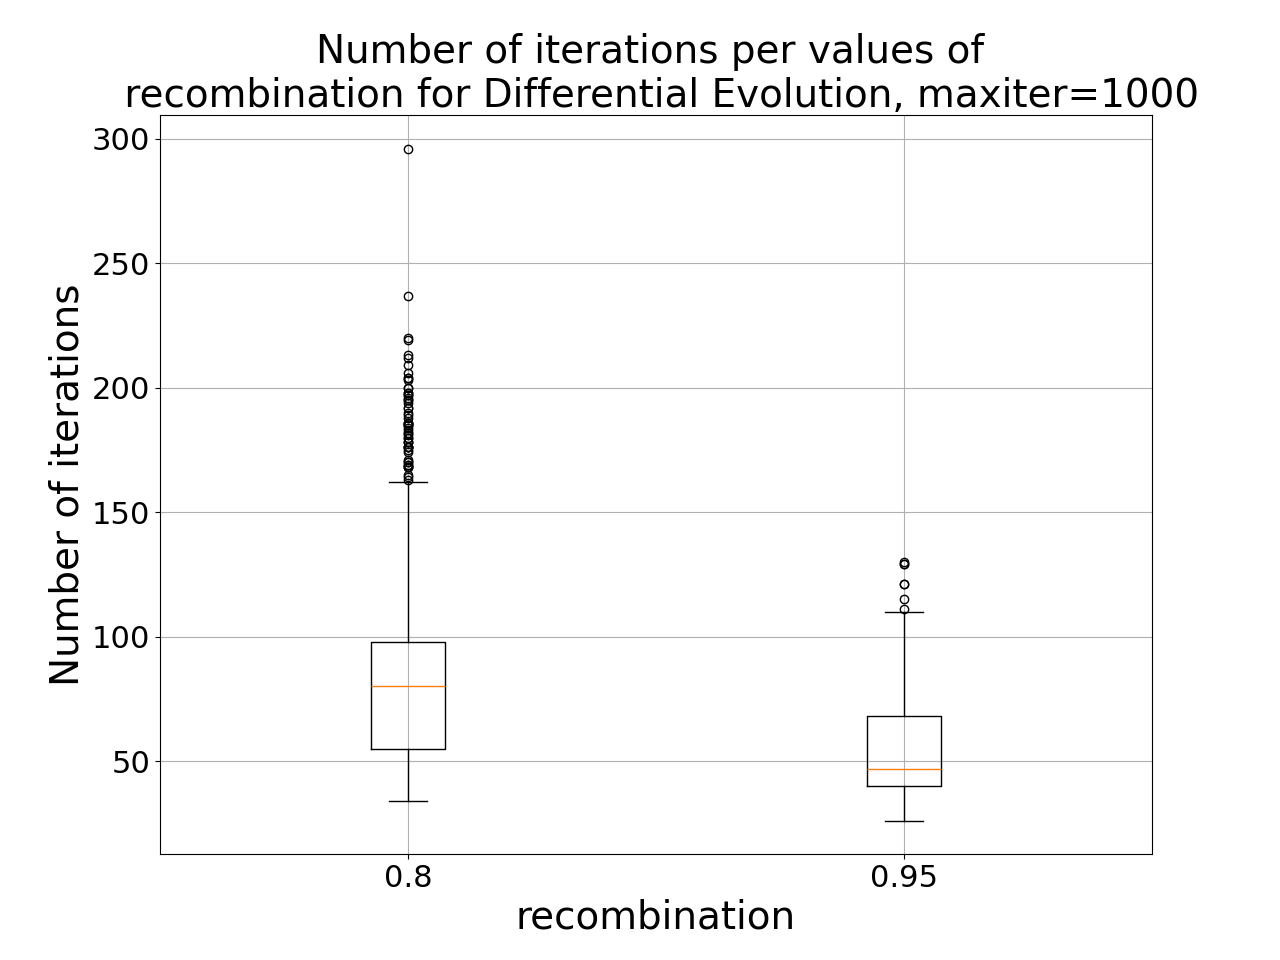 Number of iterations per values of
recombination for Differential Evolution, maxiter=1000
300
250
200
150
100
50
Number of iterations
0.8
0.95
recombination